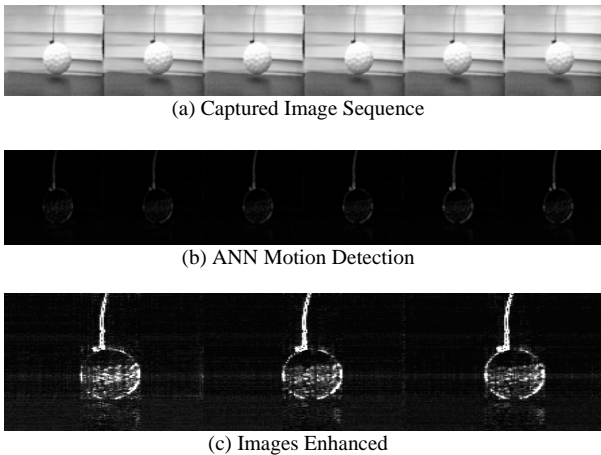 (a) Captured Image Sequence
(b) ANN Motion Detection
(c) Images Enhanced